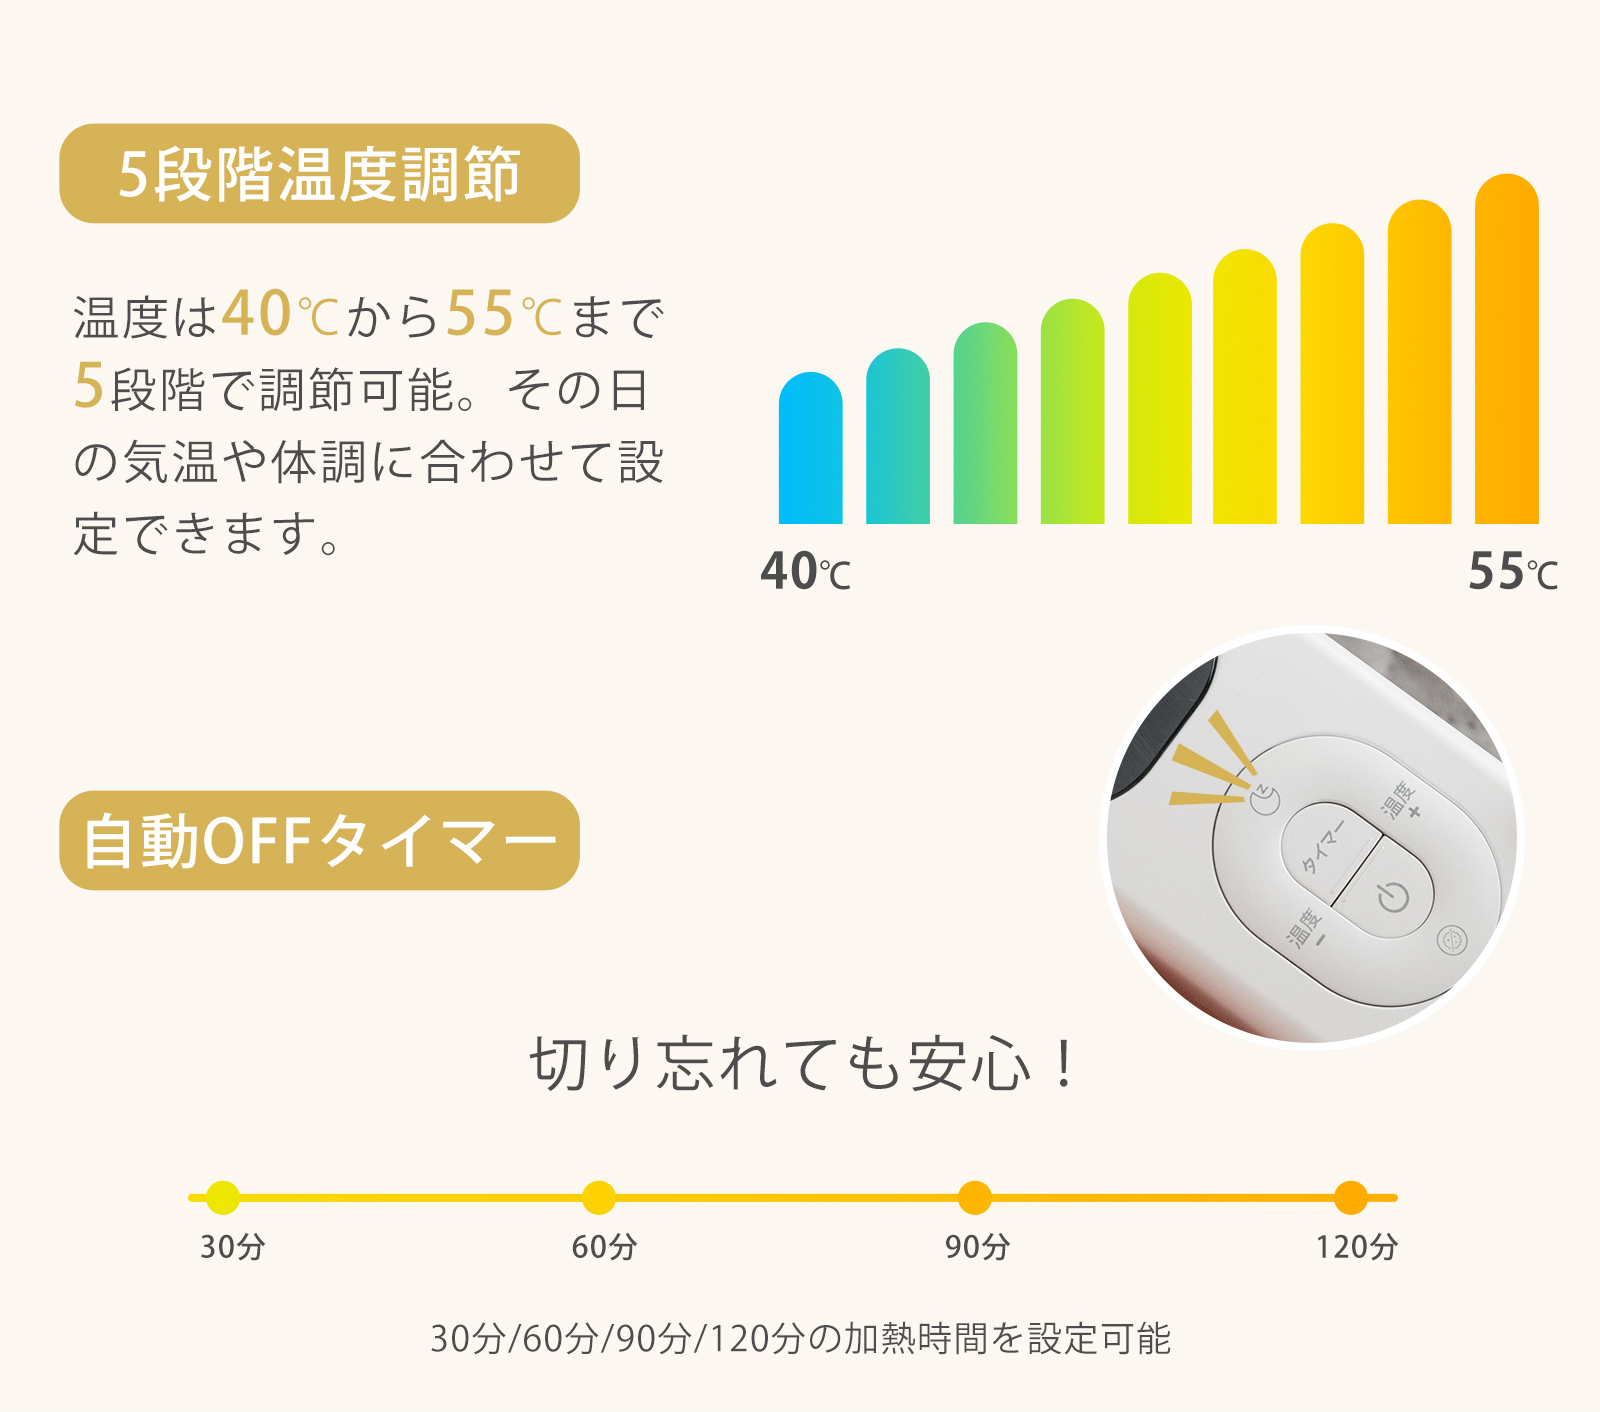 5段階温度調節
温度は40℃から55℃まで
5段階で調節可能。その日
の気温や体調に合わせて設
定できます。
40℃
55℃
自動OFFタイマー
Z
温度
+
タイマー
温度
−
切り忘れても安心！
30分
60分
90分
120分
30分/60分/90分/120分の加熱時間を設定可能